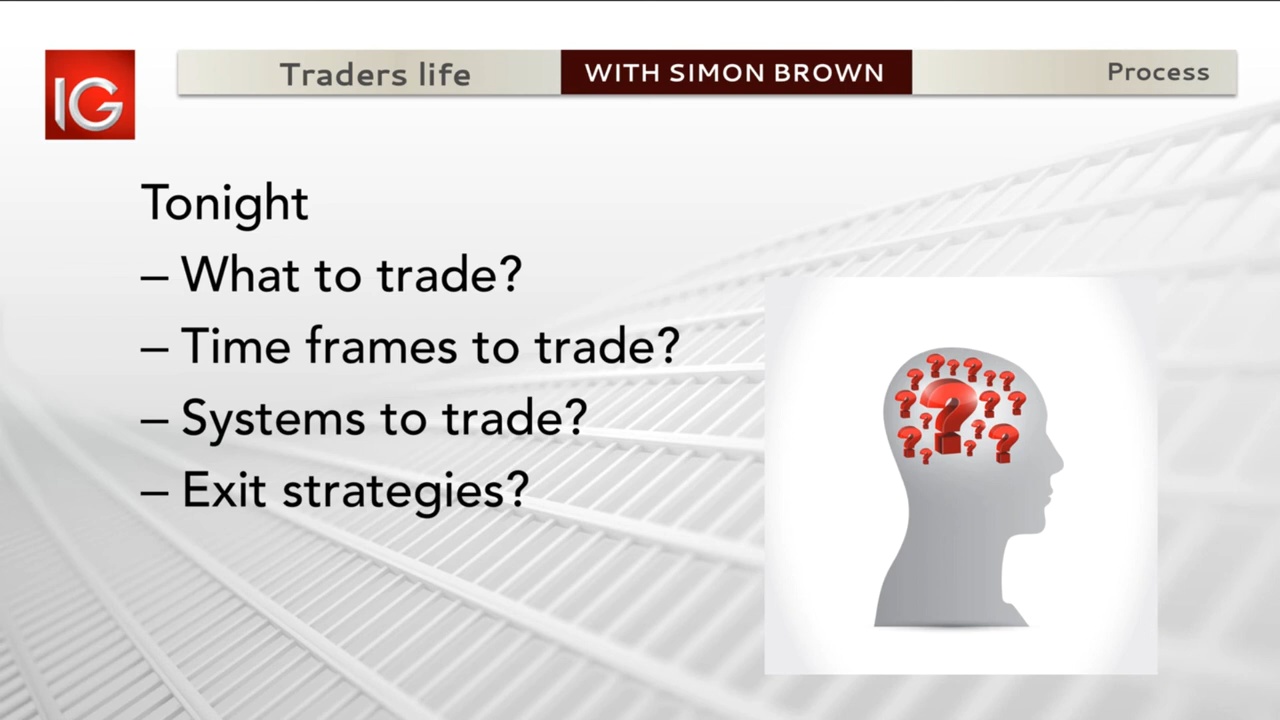 IG
Traders life
WITH SIMON BROWN
Process
Tonight
– What to trade?
– Time frames to trade?
– Systems to trade?
– Exit strategies?